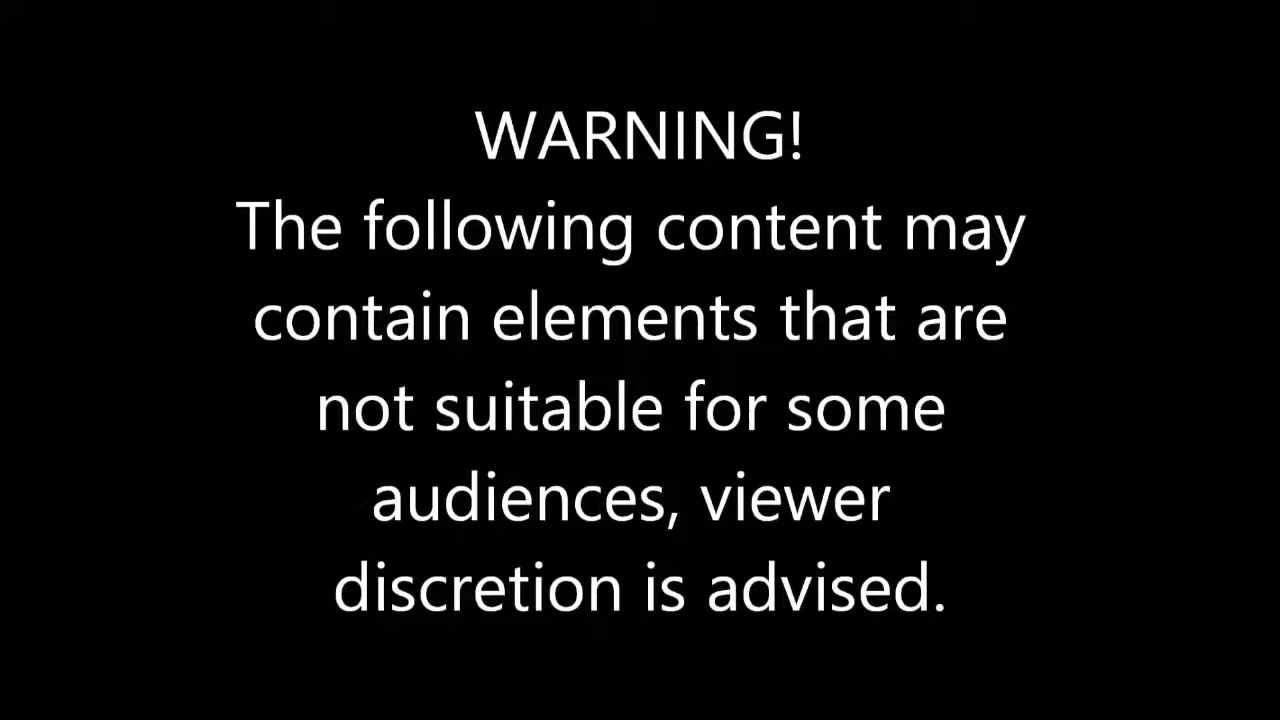 WARNING!
The following content may
contain elements that are
not suitable for some
audiences, viewer
discretion is advised.